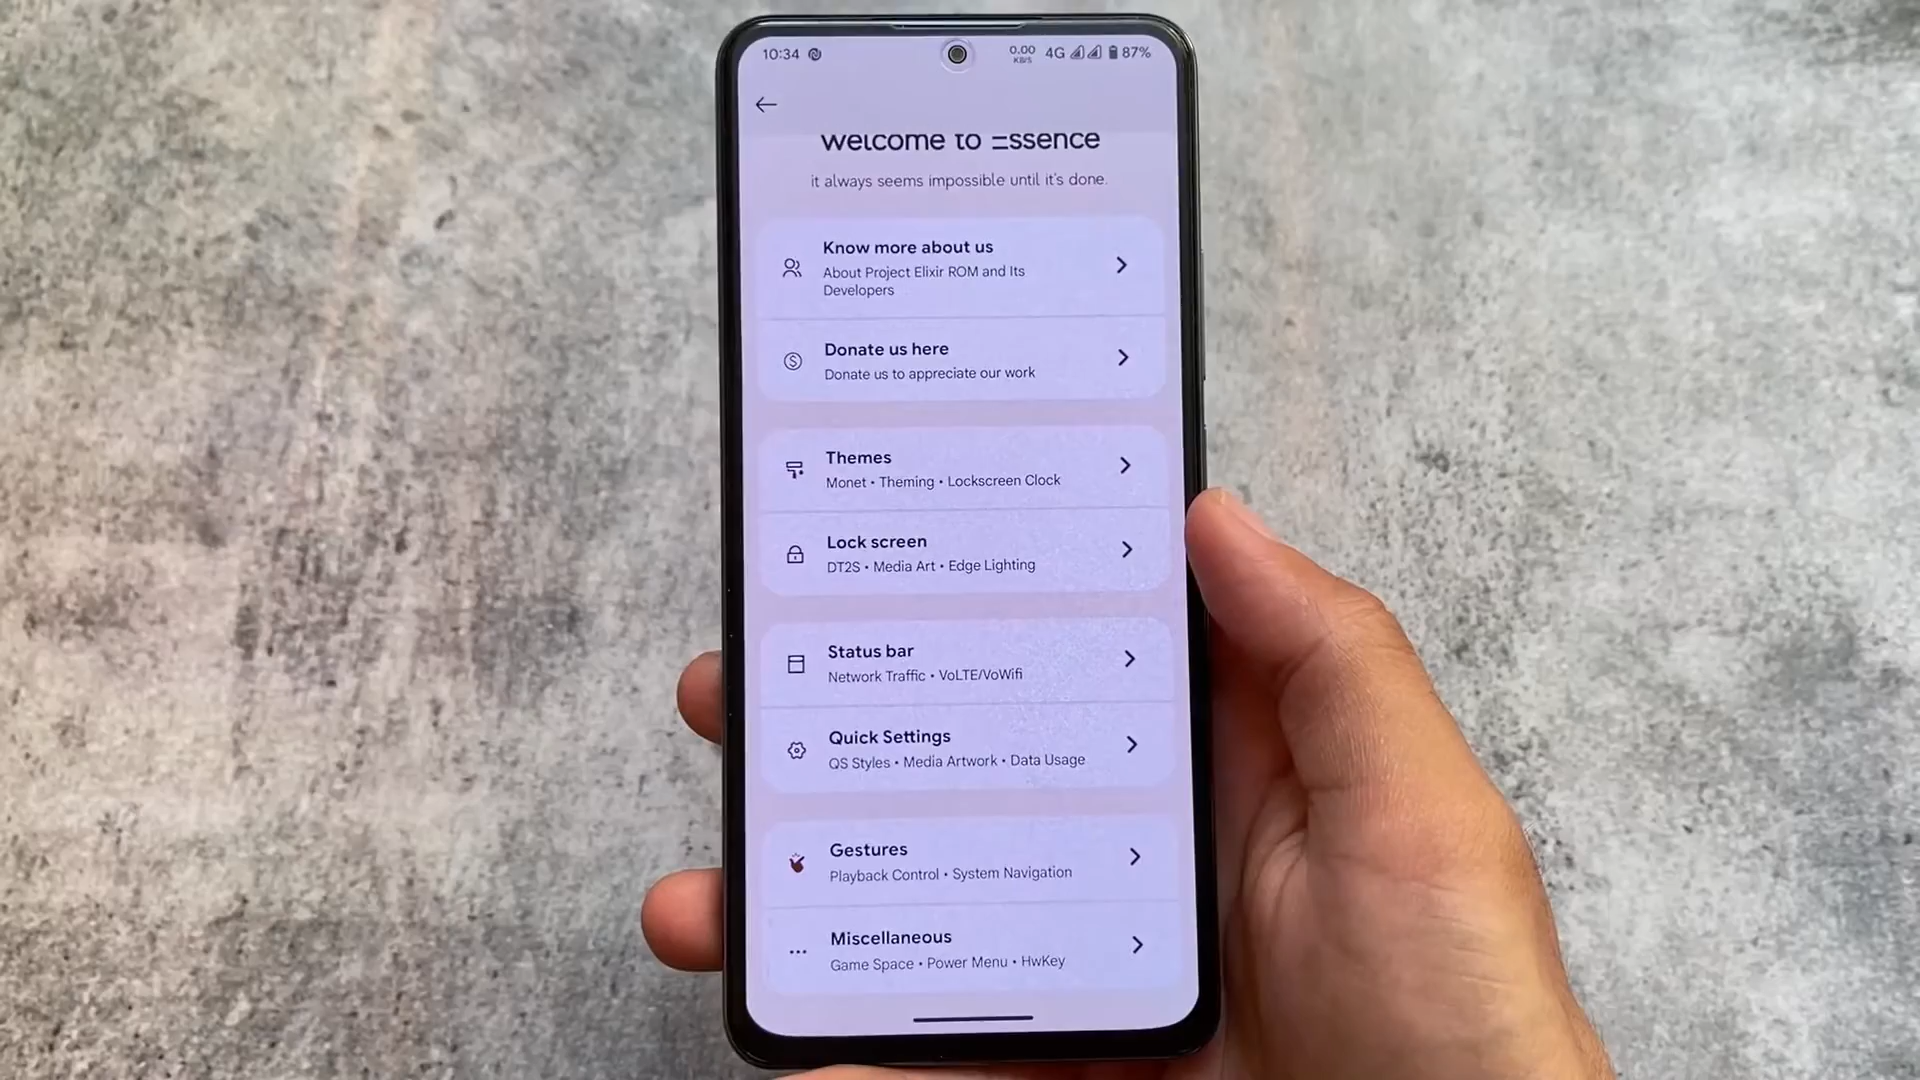 10:34
0.00 KB/S 4G 87%
welcome to Essence
it always seems impossible until it's done.
Know more about us
About Project Elixir ROM and Its
Developers
Donate us here
Donate us to appreciate our work
Themes
Monet • Theming • Lockscreen Clock
Lock screen
DT2S • Media Art • Edge Lighting
Status bar
Network Traffic • VoLTE/VoWifi
Quick Settings
QS Styles • Media Artwork • Data Usage
Gestures
Playback Control • System Navigation
Miscellaneous
Game Space • Power Menu • HwKey